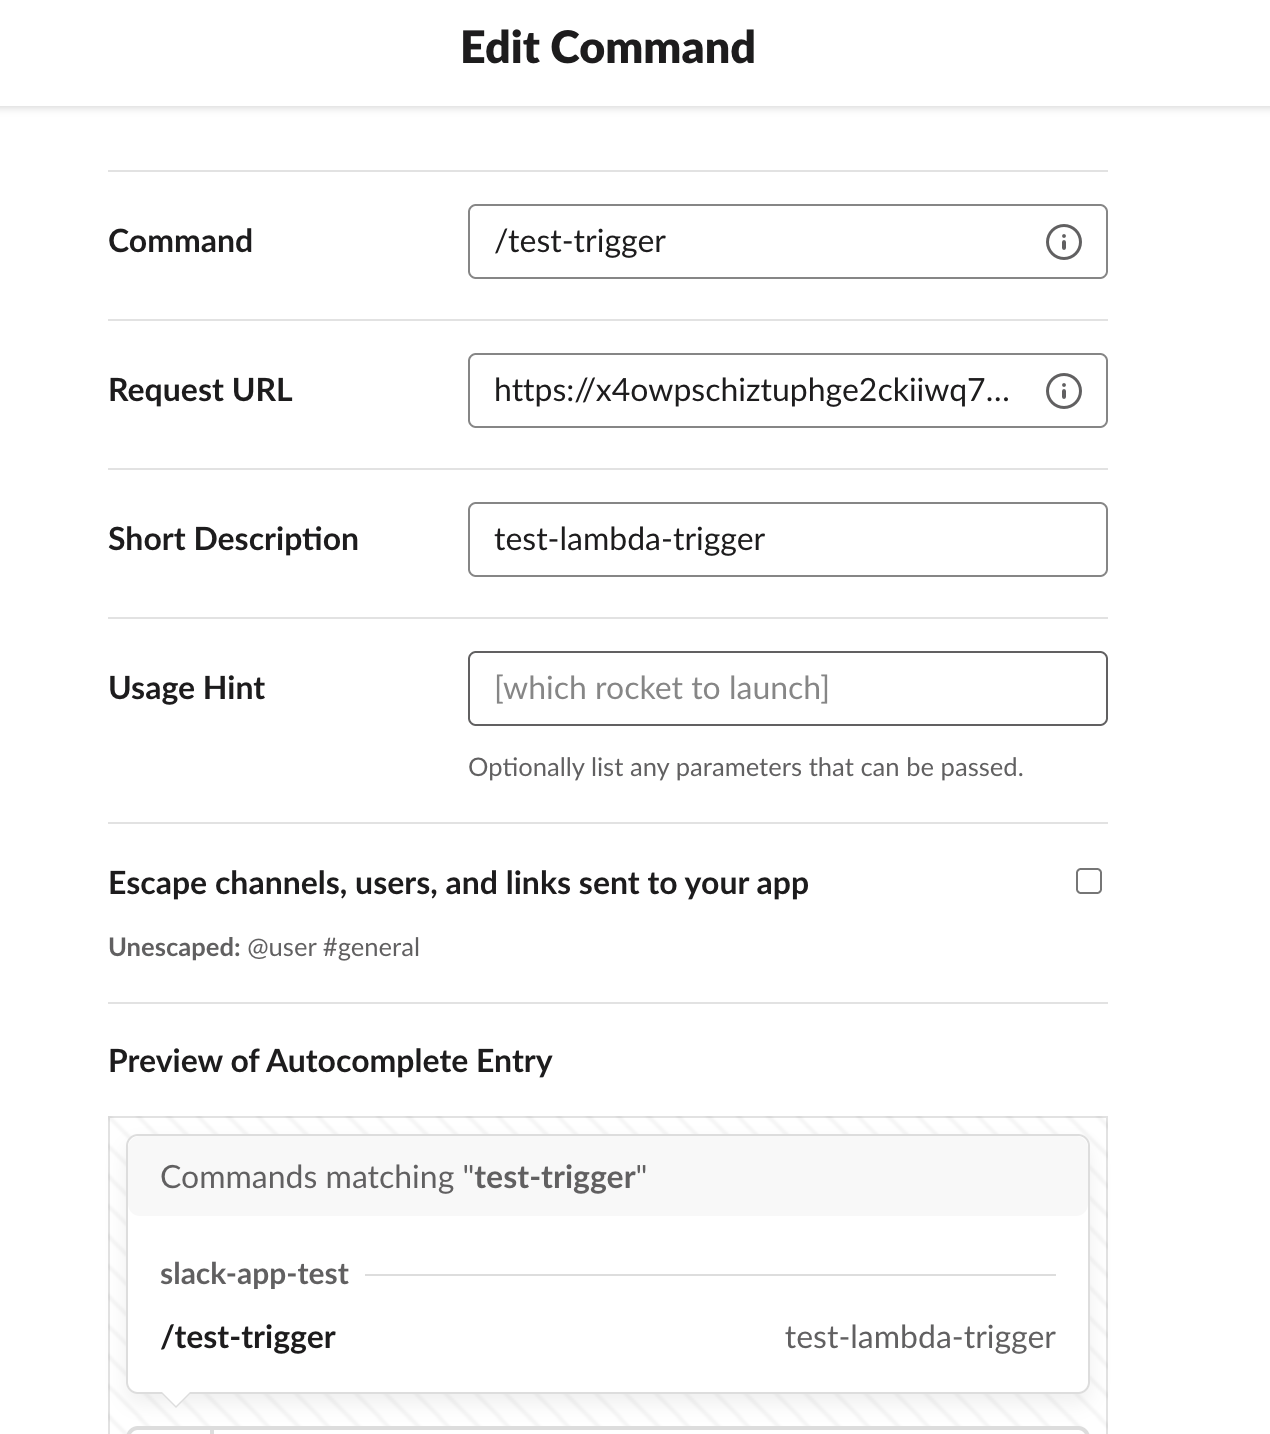 Edit Command
Command
/test-trigger
Request URL
https://x4owpschiztuphge2ckiiwq7...
Short Description
test-lambda-trigger
Usage Hint
[which rocket to launch]
Optionally list any parameters that can be passed.
Escape channels, users, and links sent to your app
Unescaped: @user #general
Preview of Autocomplete Entry
Commands matching "test-trigger"
slack-app-test
/test-trigger test-lambda-trigger